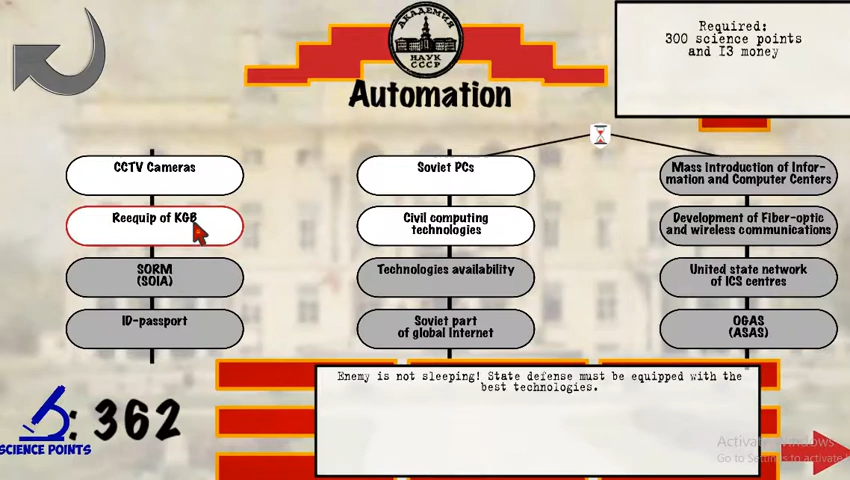 АКАДЕМИЯ
НАУК
СССР
Automation
Required:
300 science points
and 13 money
CCTV Cameras
Soviet PCs
Mass introduction of Infor-
mation and Computer Centers
Reequip of KGB
Civil computing
technologies
Development of Fiber-optic
and wireless communications
SORM
(SOIA)
Technologies availability
United state network
of ICS centres
ID-passport
Soviet part
of global Internet
OGAS
(ASAS)
Enemy is not sleeping! State defense must be equipped with the
best technologies.
: 362
SCIENCE POINTS
Activate Windows
Go to Settings to activate